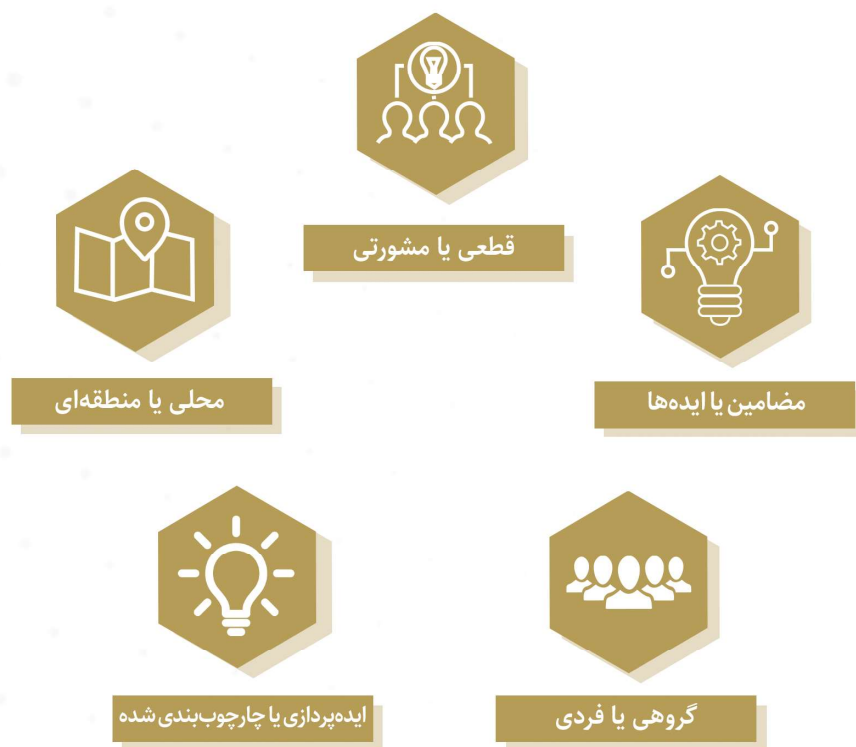 قطعی یا مشورتی
مضامین یا ایده‌ها
محلی یا منطقه‌ای
گروهی یا فردی
ایده‌پردازی یا چارچوب‌بندی شده